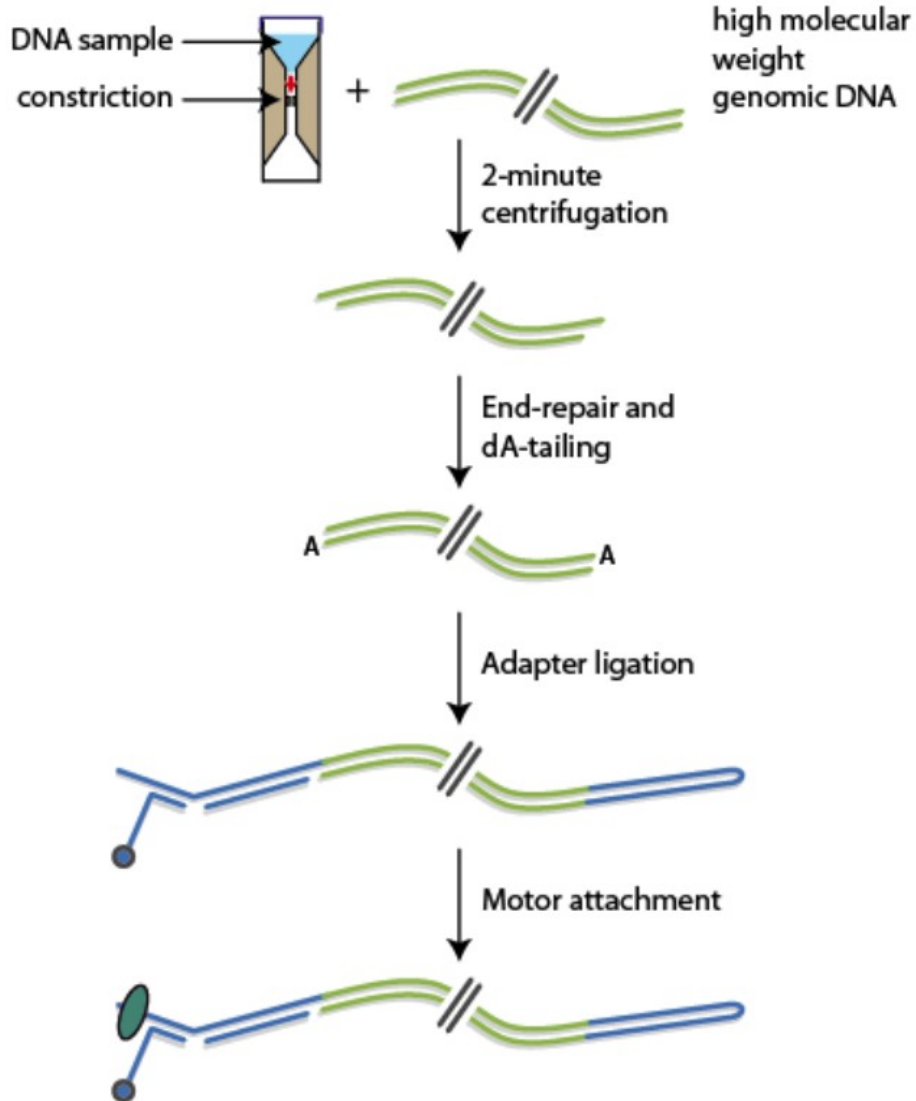 DNA sample
constriction
+
high molecular
weight
genomic DNA
2-minute
centrifugation
End-repair and
dA-tailing
A
A
Adapter ligation
Motor attachment